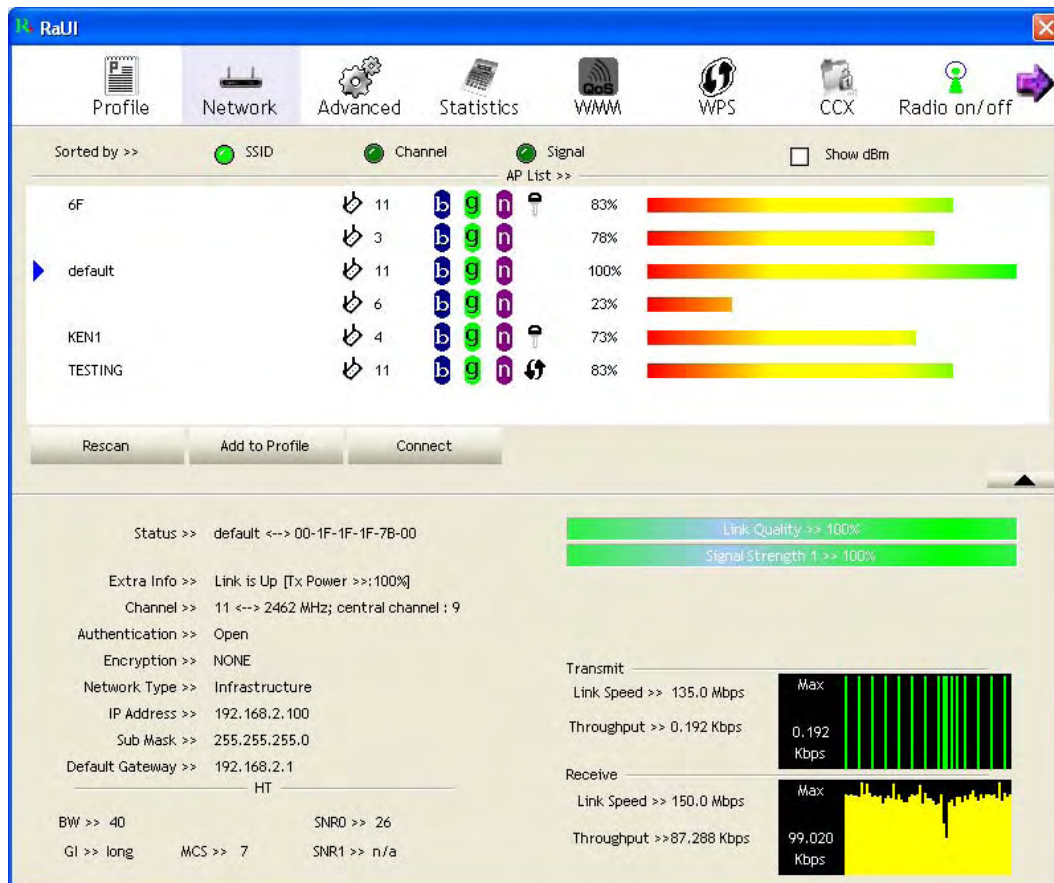 RaUI
Profile Network Advanced Statistics QoS WMM WPS CCX Radio on/off
Sorted by >> SSID Channel Signal Show dBm
AP List >>
6F 11 b g n 83%
3 b g n 78%
default 11 b g n 100%
6 b g n 23%
KEN1 4 b g n 73%
TESTING 11 b g n 83%
Rescan Add to Profile Connect
Status >> default <--> 00-1F-1F-1F-7B-00
Extra Info >> Link is Up [Tx Power >>:100%]
Channel >> 11 <--> 2462 MHz; central channel : 9
Authentication >> Open
Encryption >> NONE
Network Type >> Infrastructure
IP Address >> 192.168.2.100
Sub Mask >> 255.255.255.0
Default Gateway >> 192.168.2.1
HT
BW >> 40 SNR0 >> 26
GI >> long MCS >> 7 SNR1 >> n/a
Link Quality >> 100%
Signal Strength 1 >> 100%
Transmit
Link Speed >> 135.0 Mbps
Throughput >> 0.192 Kbps
Max
0.192
Kbps
Receive
Link Speed >> 150.0 Mbps
Throughput >>87.288 Kbps
Max
99.020
Kbps